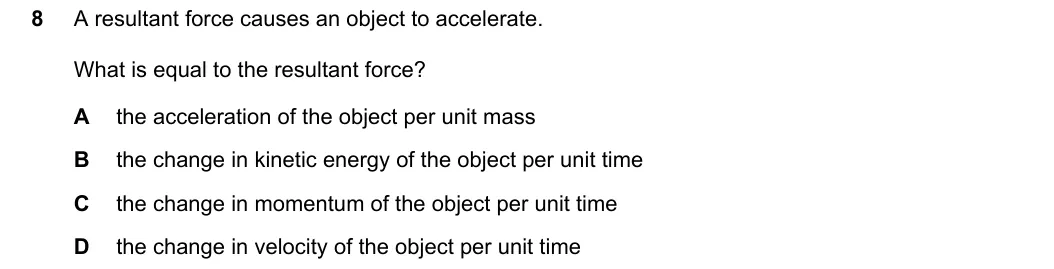 8 A resultant force causes an object to accelerate.
What is equal to the resultant force?
A the acceleration of the object per unit mass
B the change in kinetic energy of the object per unit time
C the change in momentum of the object per unit time
D the change in velocity of the object per unit time